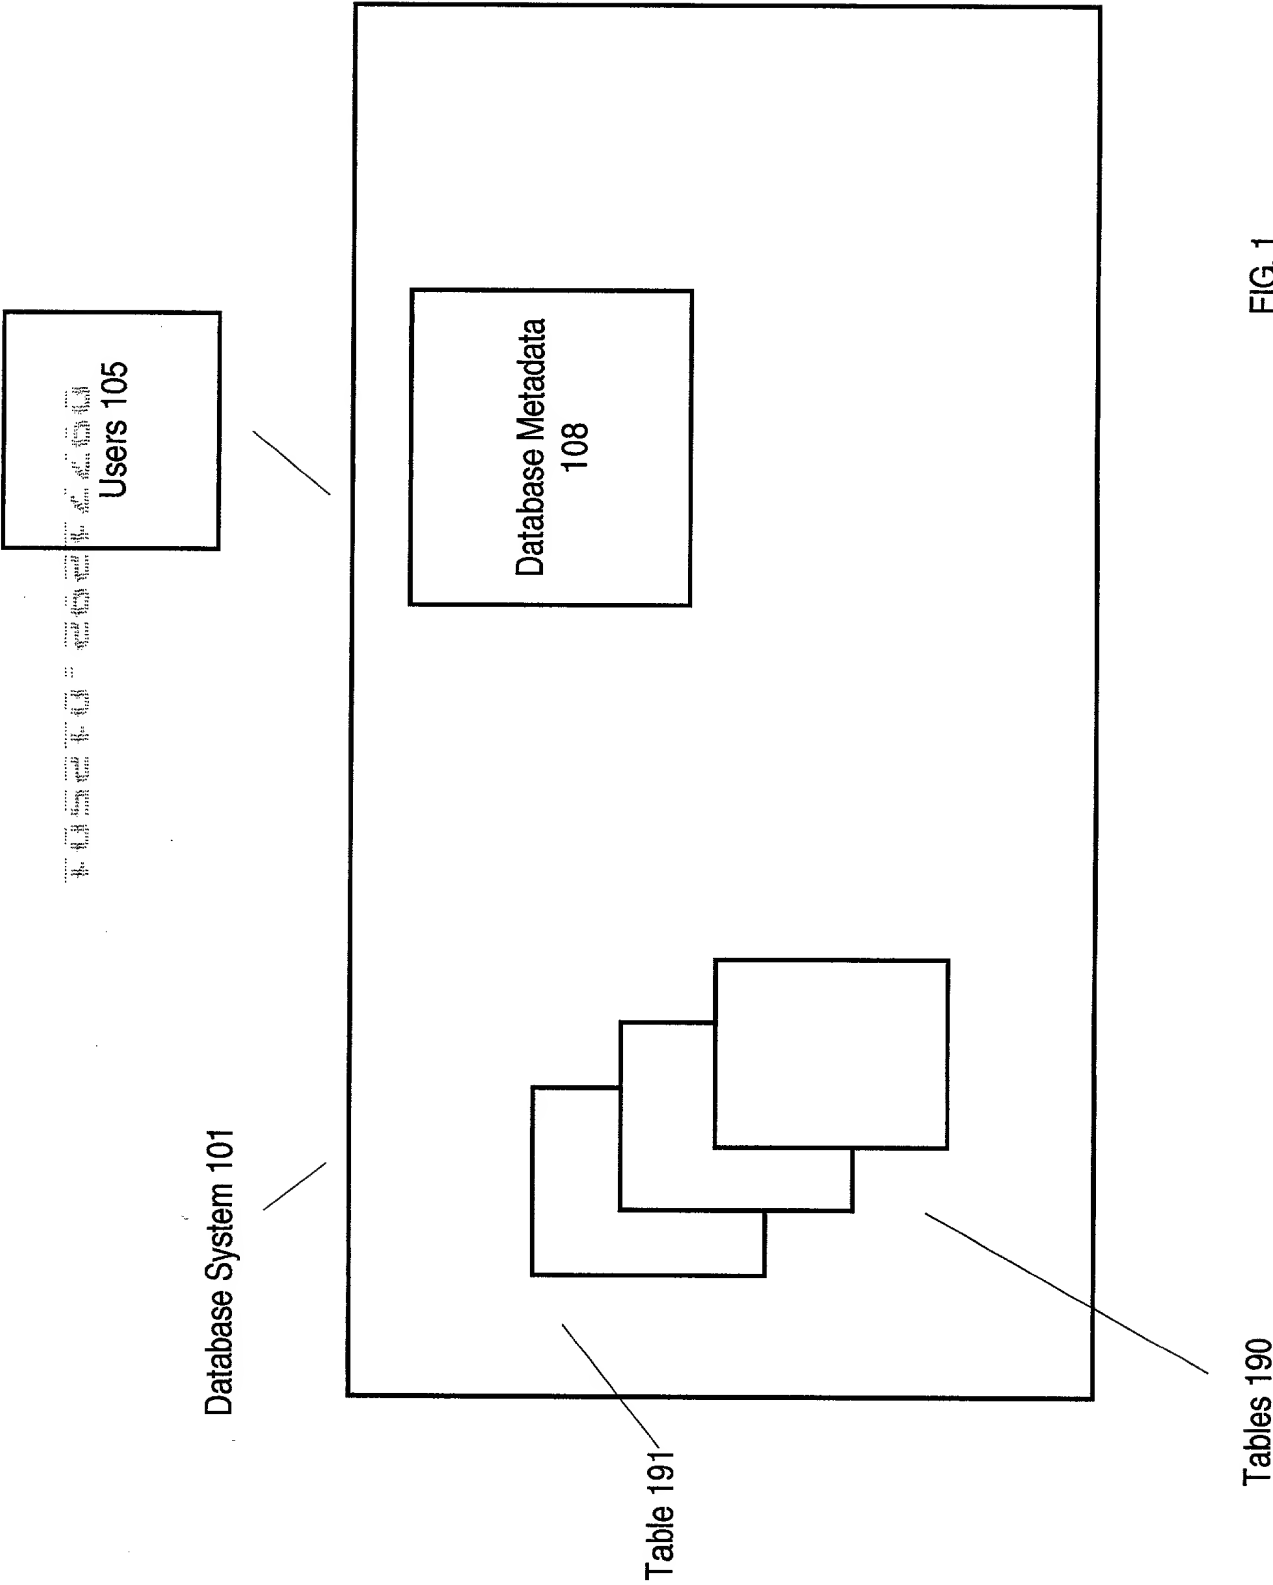 Users 105
Database System 101
Database Metadata
108
Table 191
Tables 190
FIG. 1